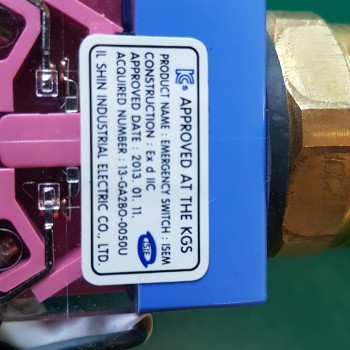 KCs APPROVED AT THE KGS
PRODUCT NAME : EMERGENCY SWITCH : ISEM
CONSTRUCTION : Ex d IIC
APPROVED DATE : 2013. 01. 11.
ACQUIRED NUMBER : 13-GA2BO-0050U
IL SHIN INDUSTRIAL ELECTRIC CO., LTD.